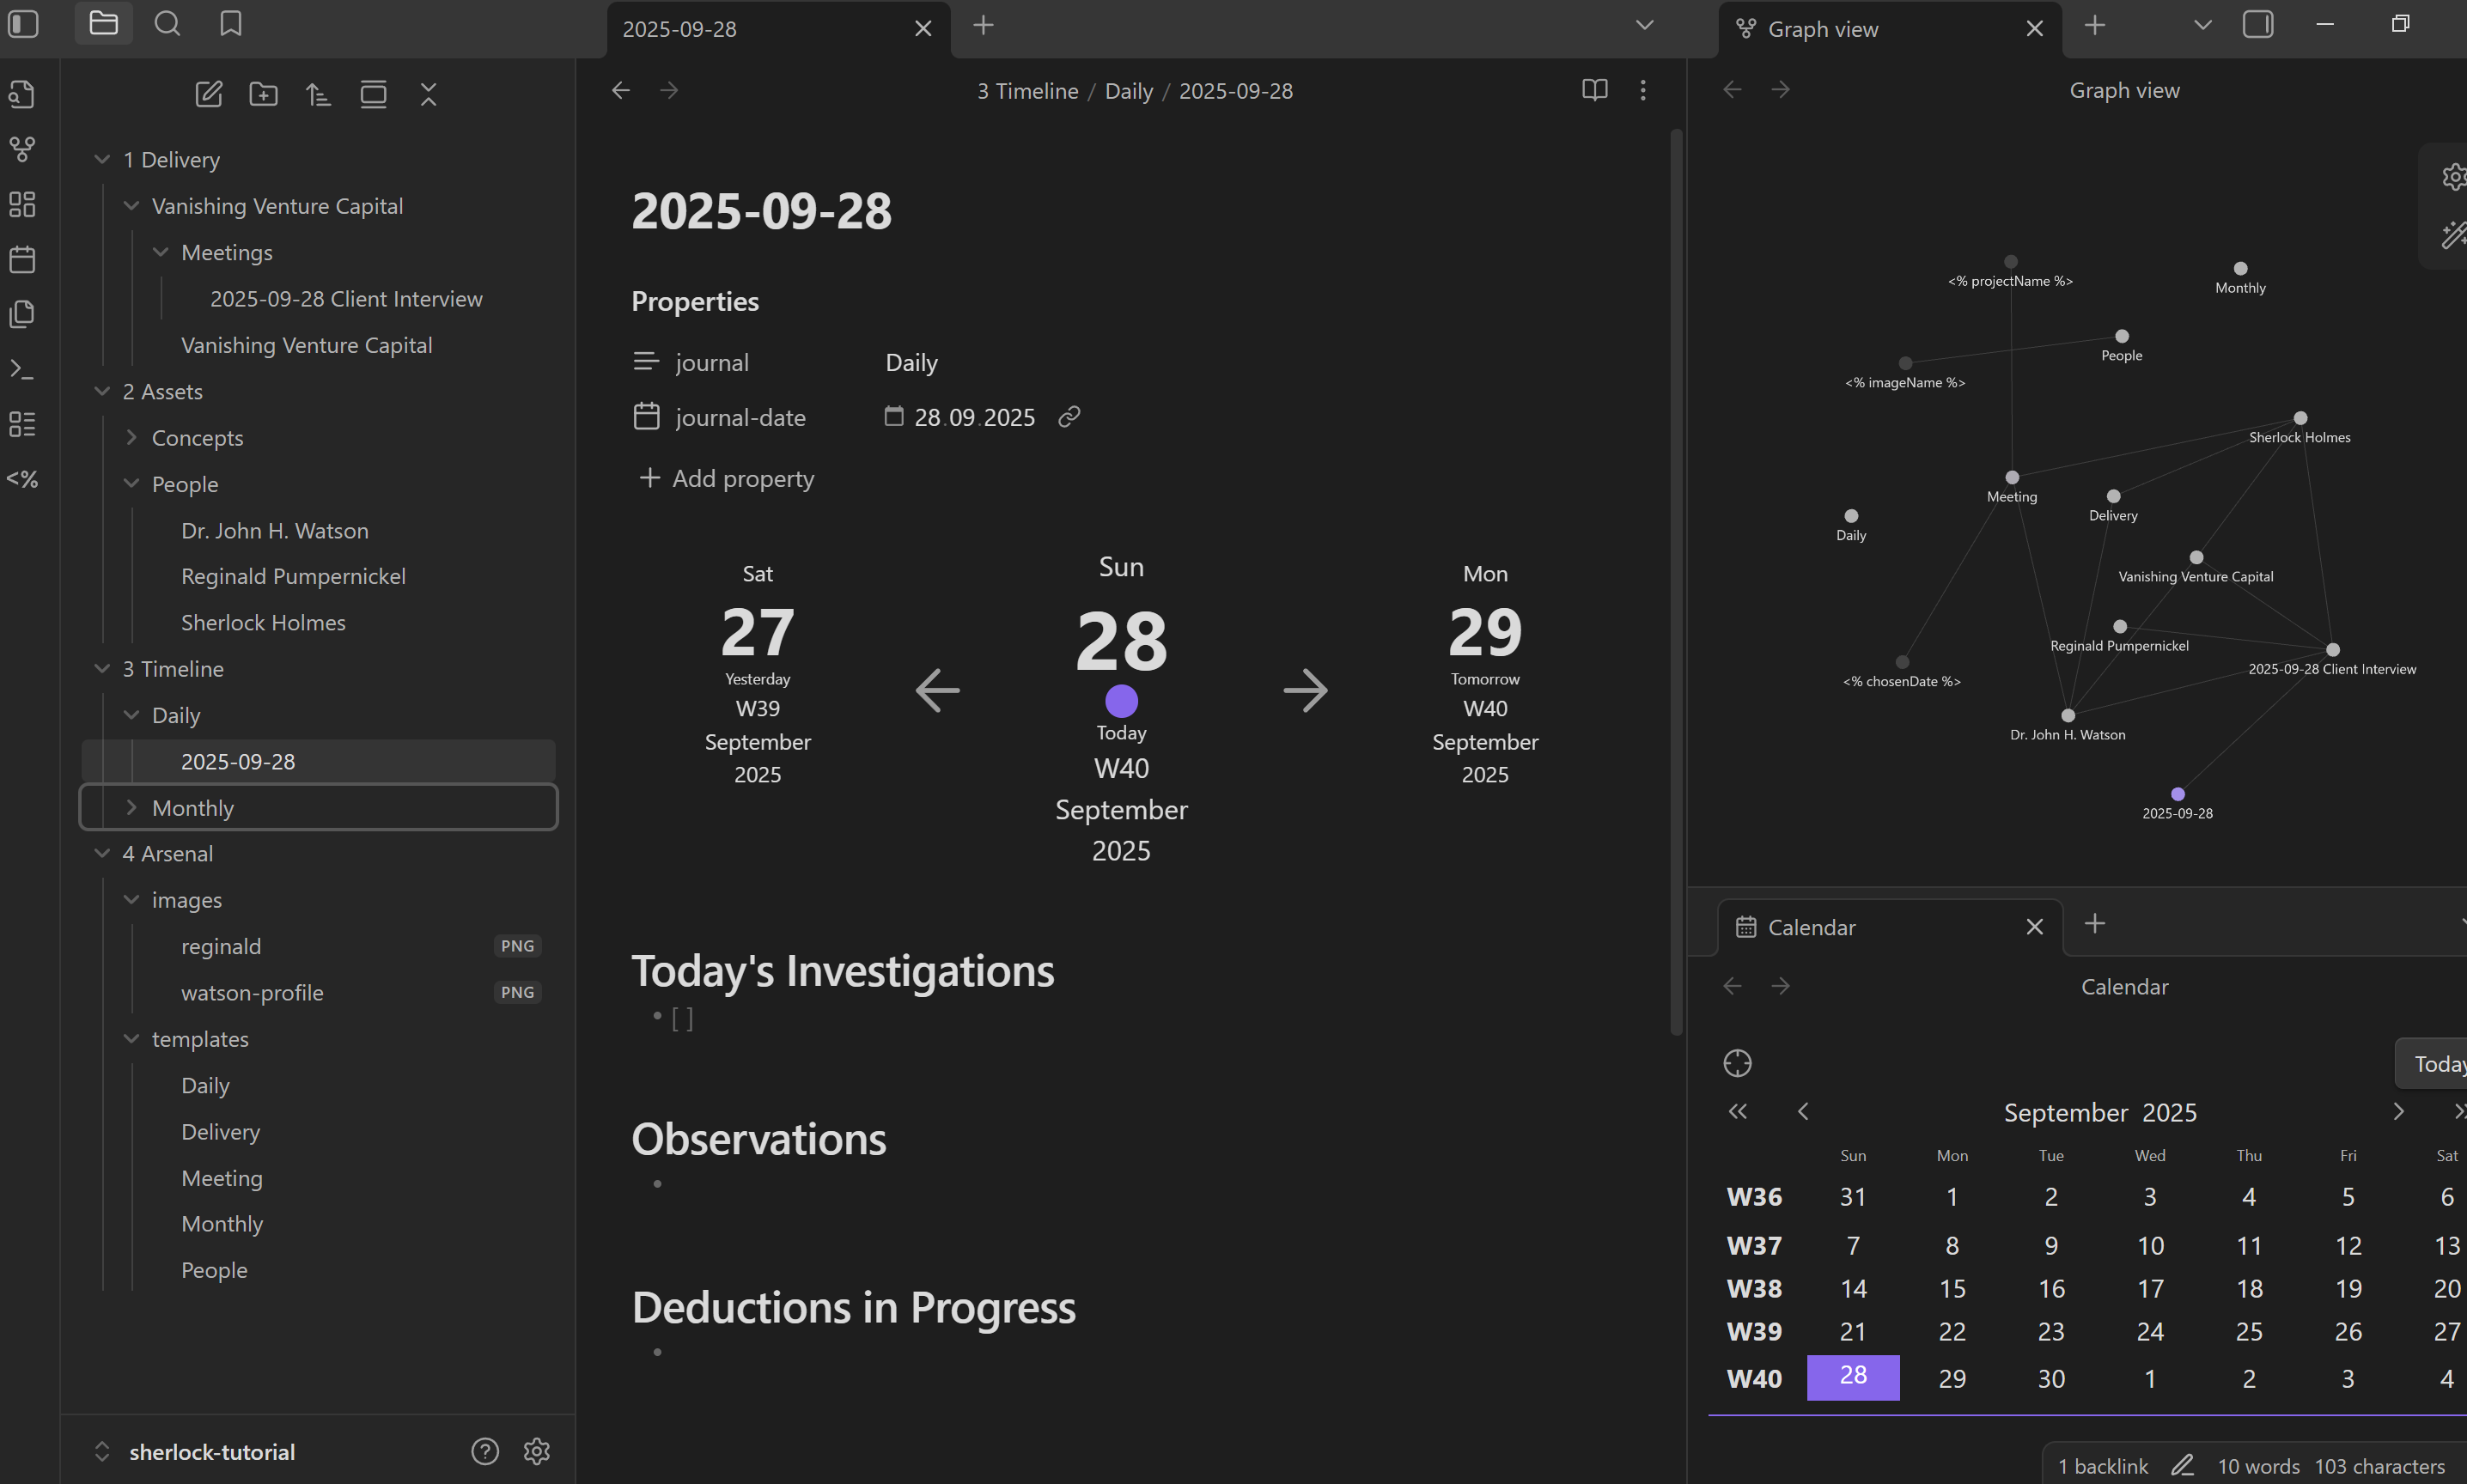 2025-09-28
Graph view
3 Timeline / Daily / 2025-09-28
Graph view
1 Delivery
Vanishing Venture Capital
Meetings
2025-09-28 Client Interview
Vanishing Venture Capital
2 Assets
Concepts
People
Dr. John H. Watson
Reginald Pumpernickel
Sherlock Holmes
3 Timeline
Daily
2025-09-28
Monthly
4 Arsenal
images
reginald PNG
watson-profile PNG
templates
Daily
Delivery
Meeting
Monthly
People
sherlock-tutorial
<%
2025-09-28
Properties
journal Daily
journal-date 28.09.2025
Add property
Sat
27
Yesterday
W39
September
2025
Sun
28
Today
W40
September
2025
Mon
29
Tomorrow
W40
September
2025
Today's Investigations
[ ]
Observations
Deductions in Progress
<% projectName %>
Monthly
People
<% imageName %>
Sherlock Holmes
Meeting
Delivery
Daily
Vanishing Venture Capital
Reginald Pumpernickel
2025-09-28 Client Interview
<% chosenDate %>
Dr. John H. Watson
2025-09-28
Calendar
Calendar
Today
September 2025
Sun Mon Tue Wed Thu Fri Sat
W36 31 1 2 3 4 5 6
W37 7 8 9 10 11 12 13
W38 14 15 16 17 18 19 20
W39 21 22 23 24 25 26 27
W40 28 29 30 1 2 3 4
1 backlink 10 words 103 characters